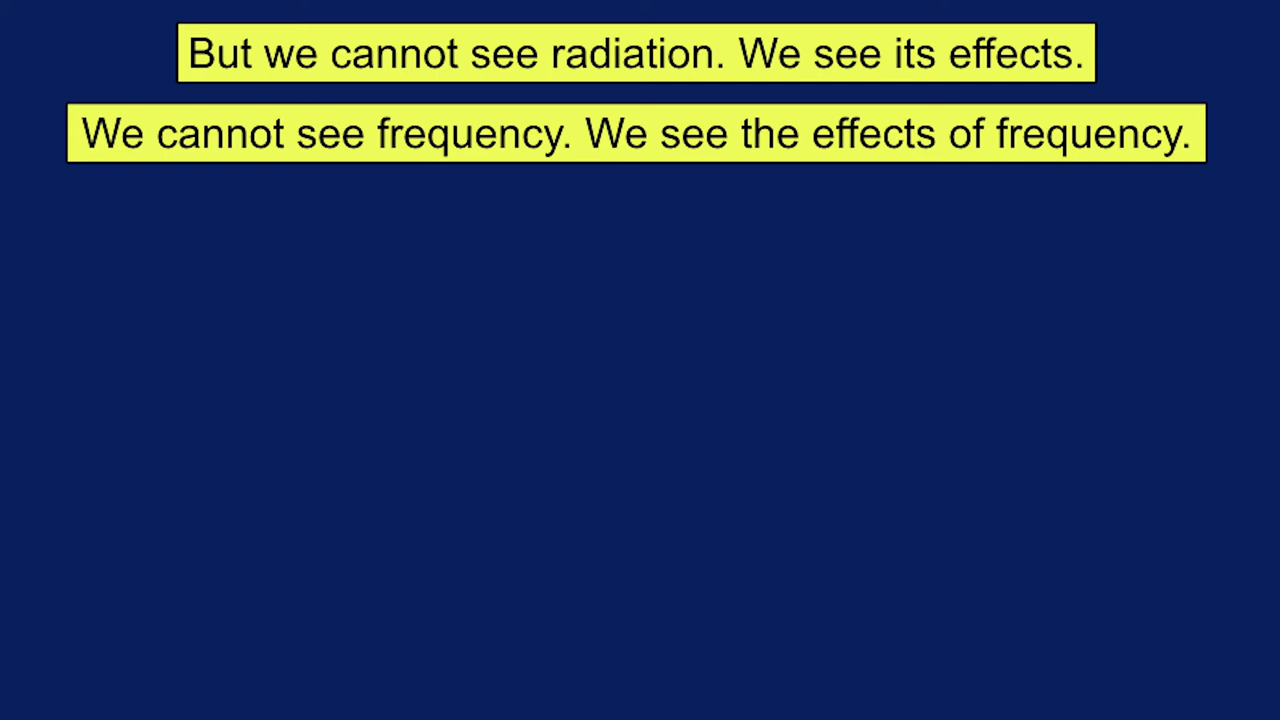 But we cannot see radiation. We see its effects.
We cannot see frequency. We see the effects of frequency.